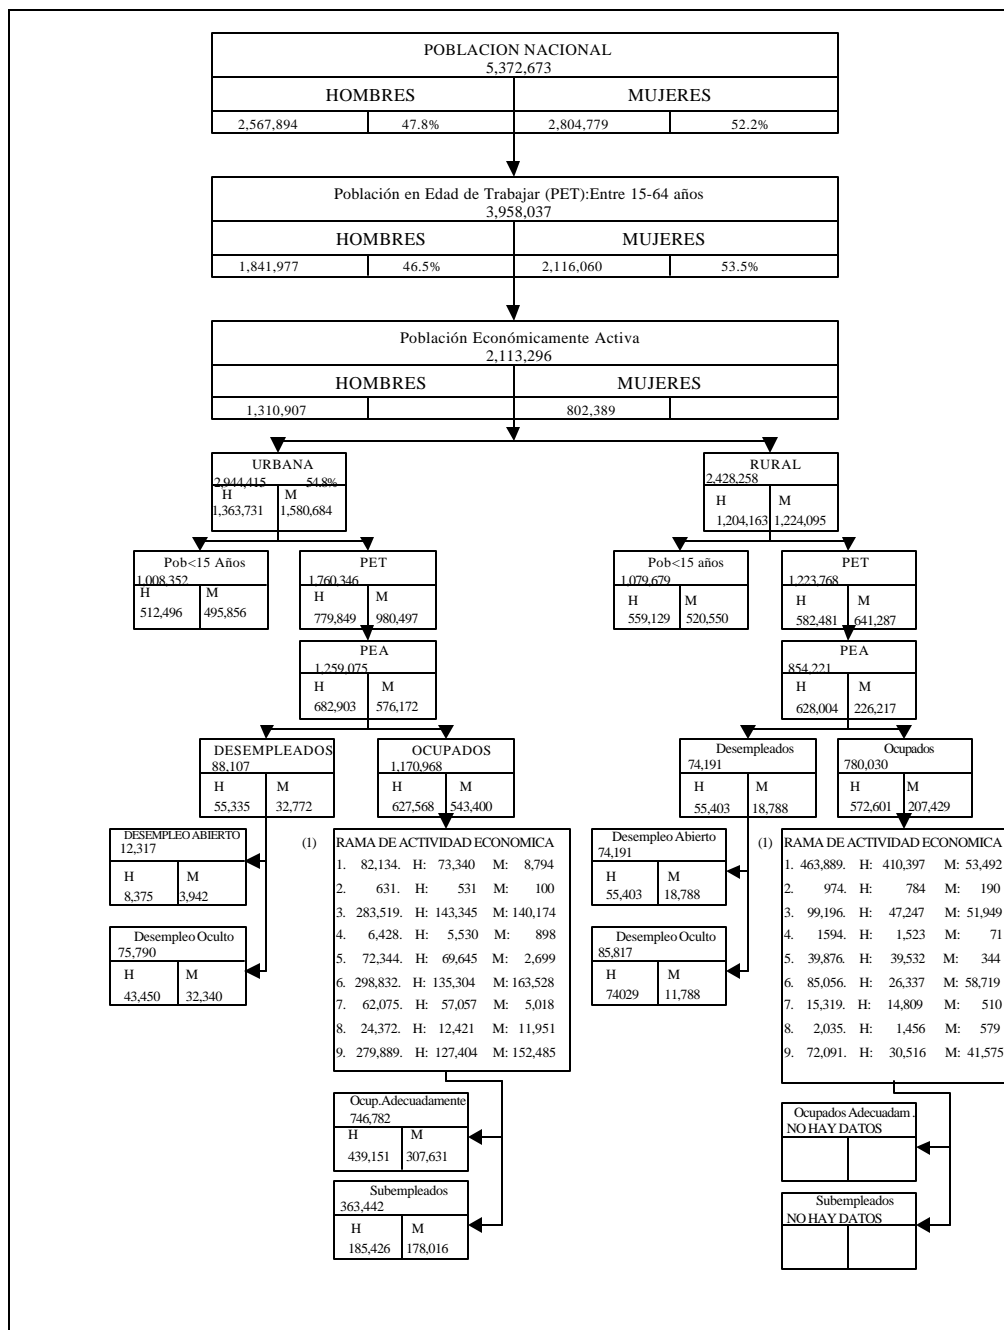 POBLACION NACIONAL
5,372,673
HOMBRES MUJERES
2,567,894 47.8% 2,804,779 52.2%
Población en Edad de Trabajar (PET):Entre 15-64 años
3,958,037
HOMBRES MUJERES
1,841,977 46.5% 2,116,060 53.5%
Población Económicamente Activa
2,113,296
HOMBRES MUJERES
1,310,907 802,389
URBANA
2,944,415 54.8%
H M
1,363,731 1,580,684
RURAL
2,428,258
H M
1,204,163 1,224,095
Pob<15 Años
1,008,352
H M
512,496 495,856
PET
1,760,346
H M
779,849 980,497
Pob<15 años
1,079,679
H M
559,129 520,550
PET
1,223,768
H M
582,481 641,287
PEA
1,259,075
H M
682,903 576,172
PEA
854,221
H M
628,004 226,217
DESEMPLEADOS
88,107
H M
55,335 32,772
OCUPADOS
1,170,968
H M
627,568 543,400
Desempleados
74,191
H M
55,403 18,788
Ocupados
780,030
H M
572,601 207,429
DESEMPLEO ABIERTO
12,317
H M
8,375 3,942
Desempleo Oculto
75,790
H M
43,450 32,340
(1) RAMA DE ACTIVIDAD ECONOMICA
1. 82,134. H: 73,340 M: 8,794
2. 631. H: 531 M: 100
3. 283,519. H: 143,345 M: 140,174
4. 6,428. H: 5,530 M: 898
5. 72,344. H: 69,645 M: 2,699
6. 298,832. H: 135,304 M: 163,528
7. 62,075. H: 57,057 M: 5,018
8. 24,372. H: 12,421 M: 11,951
9. 279,889. H: 127,404 M: 152,485
Desempleo Abierto
74,191
H M
55,403 18,788
Desempleo Oculto
85,817
H M
74029 11,788
(1) RAMA DE ACTIVIDAD ECONOMICA
1. 463,889. H: 410,397 M: 53,492
2. 974. H: 784 M: 190
3. 99,196. H: 47,247 M: 51,949
4. 1594. H: 1,523 M: 71
5. 39,876. H: 39,532 M: 344
6. 85,056. H: 26,337 M: 58,719
7. 15,319. H: 14,809 M: 510
8. 2,035. H: 1,456 M: 579
9. 72,091. H: 30,516 M: 41,575
Ocup.Adecuadamente
746,782
H M
439,151 307,631
Subempleados
363,442
H M
185,426 178,016
Ocupados Adecuadam.
NO HAY DATOS
Subempleados
NO HAY DATOS